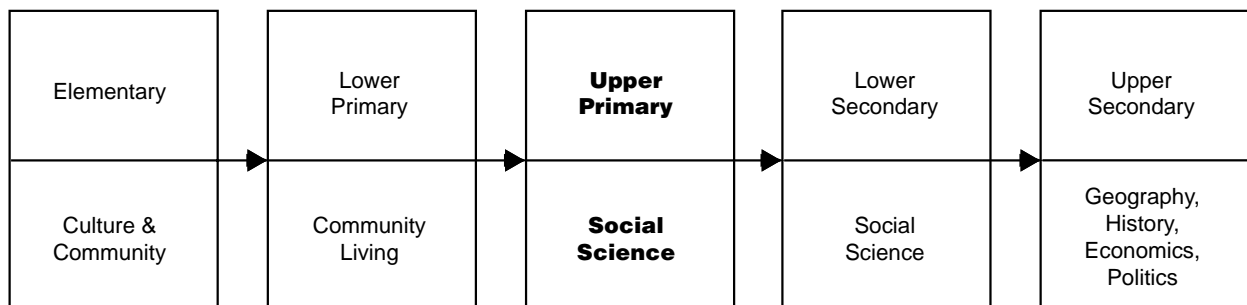 Elementary
Lower
Primary
Upper
Primary
Lower
Secondary
Upper
Secondary
Culture &
Community
Community
Living
Social
Science
Social
Science
Geography,
History,
Economics,
Politics